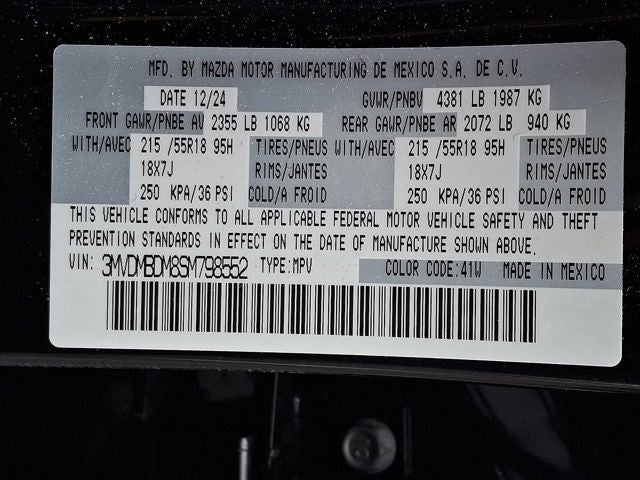 MFD. BY MAZDA MOTOR MANUFACTURING DE MEXICO S.A. DE C.V.
DATE 12/24 GVWR/PNBV 4381 LB 1987 KG
FRONT GAWR/PNBE AV 2355 LB 1068 KG REAR GAWR/PNBE AR 2072 LB 940 KG
WITH/AVEC 215 /55R18 95H TIRES/PNEUS WITH/AVEC 215 /55R18 95H TIRES/PNEUS
18X7J RIMS/JANTES 18X7J RIMS/JANTES
250 KPA/36 PSI COLD/A FROID 250 KPA/36 PSI COLD/A FROID
THIS VEHICLE CONFORMS TO ALL APPLICABLE FEDERAL MOTOR VEHICLE SAFETY AND THEFT
PREVENTION STANDARDS IN EFFECT ON THE DATE OF MANUFACTURE SHOWN ABOVE.
VIN: 3MVDMBDM8SM798552 TYPE:MPV COLOR CODE:41W MADE IN MEXICO